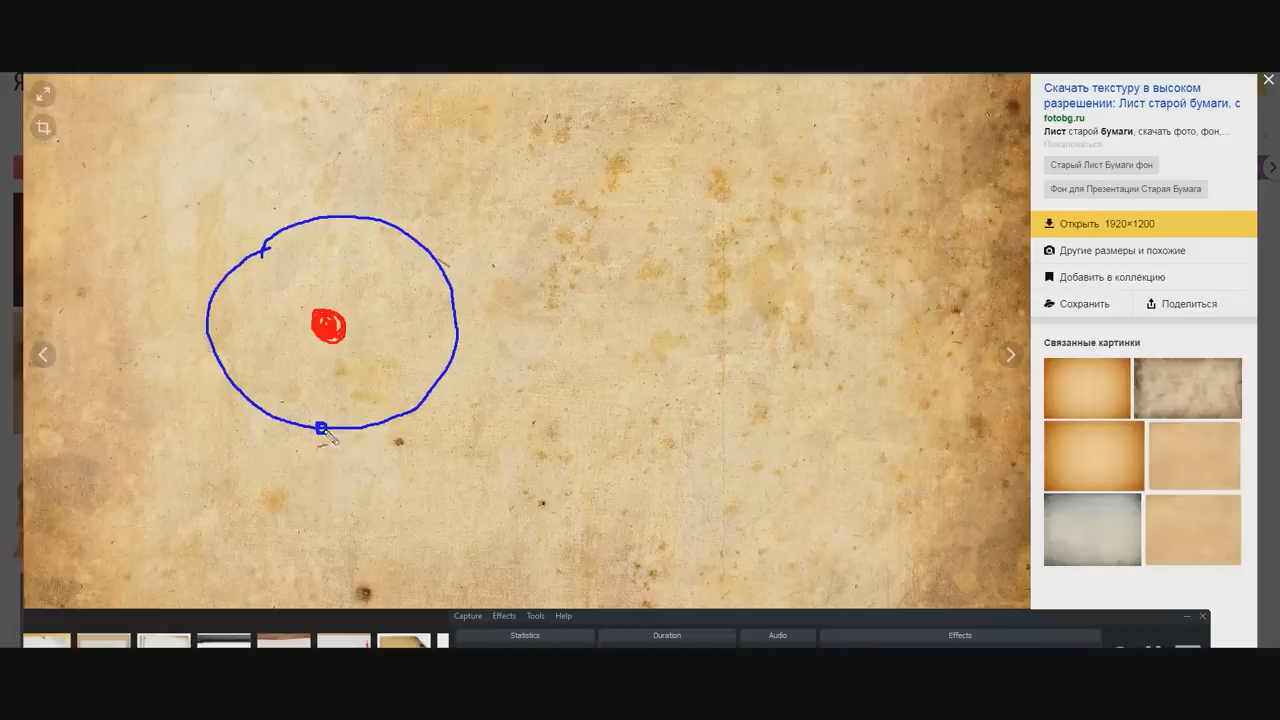 Я
Скачать текстуру в высоком
разрешении: Лист старой бумаги, с
fotobg.ru
Лист старой бумаги, скачать фото, фон,...
Пожаловаться
Старый Лист Бумаги фон
Фон для Презентации Старая Бумага
Открыть 1920×1200
Другие размеры и похожие
Добавить в коллекцию
Сохранить
Поделиться
Связанные картинки
Capture Effects Tools Help
Statistics Duration Audio Effects